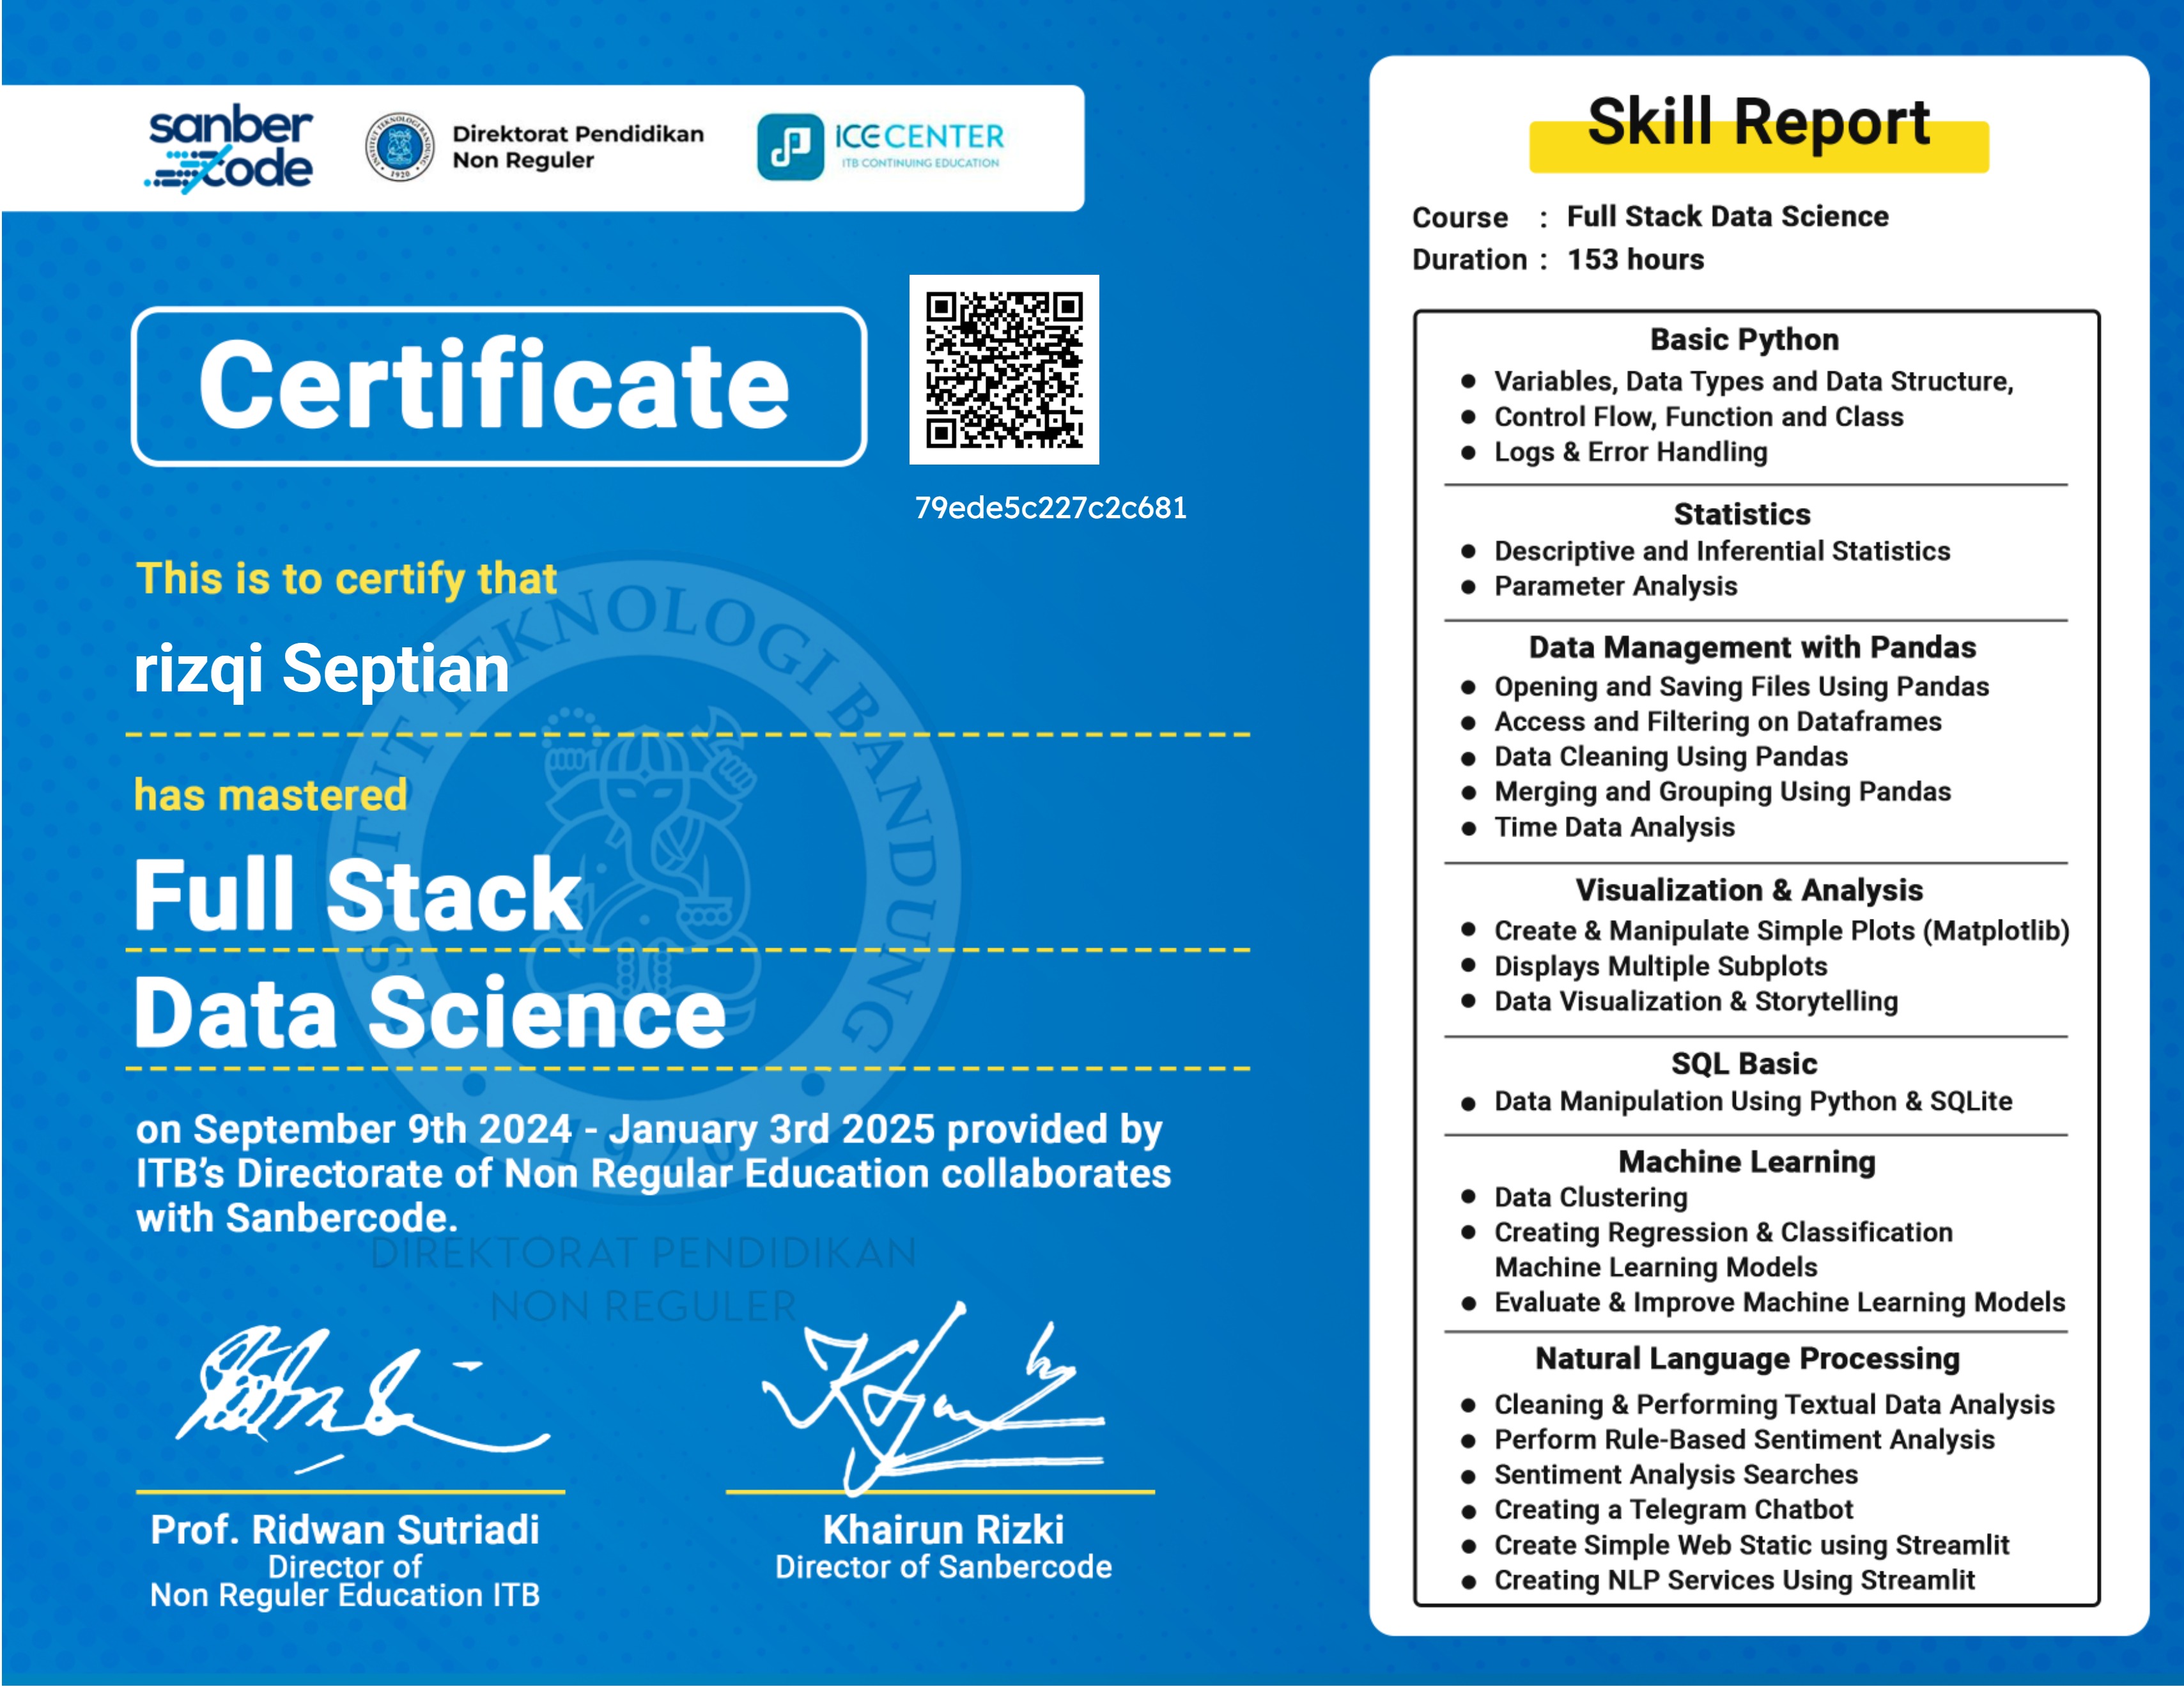 sanber
code
INSTITUT TEKNOLOGI BANDUNG
1920
Direktorat Pendidikan
Non Reguler
ICE CENTER
ITB CONTINUING EDUCATION
Certificate
79ede5c227c2c681
This is to certify that
rizqi Septian
has mastered
Full Stack
Data Science
on September 9th 2024 - January 3rd 2025 provided by
ITB’s Directorate of Non Regular Education collaborates
with Sanbercode.
INSTITUT TEKNOLOGI BANDUNG
1920
DIREKTORAT PENDIDIKAN
NON REGULER
Prof. Ridwan Sutriadi
Director of
Non Reguler Education ITB
Khairun Rizki
Director of Sanbercode
Skill Report
Course : Full Stack Data Science
Duration : 153 hours
Basic Python
● Variables, Data Types and Data Structure,
● Control Flow, Function and Class
● Logs & Error Handling
Statistics
● Descriptive and Inferential Statistics
● Parameter Analysis
Data Management with Pandas
● Opening and Saving Files Using Pandas
● Access and Filtering on Dataframes
● Data Cleaning Using Pandas
● Merging and Grouping Using Pandas
● Time Data Analysis
Visualization & Analysis
● Create & Manipulate Simple Plots (Matplotlib)
● Displays Multiple Subplots
● Data Visualization & Storytelling
SQL Basic
● Data Manipulation Using Python & SQLite
Machine Learning
● Data Clustering
● Creating Regression & Classification
Machine Learning Models
● Evaluate & Improve Machine Learning Models
Natural Language Processing
● Cleaning & Performing Textual Data Analysis
● Perform Rule-Based Sentiment Analysis
● Sentiment Analysis Searches
● Creating a Telegram Chatbot
● Create Simple Web Static using Streamlit
● Creating NLP Services Using Streamlit